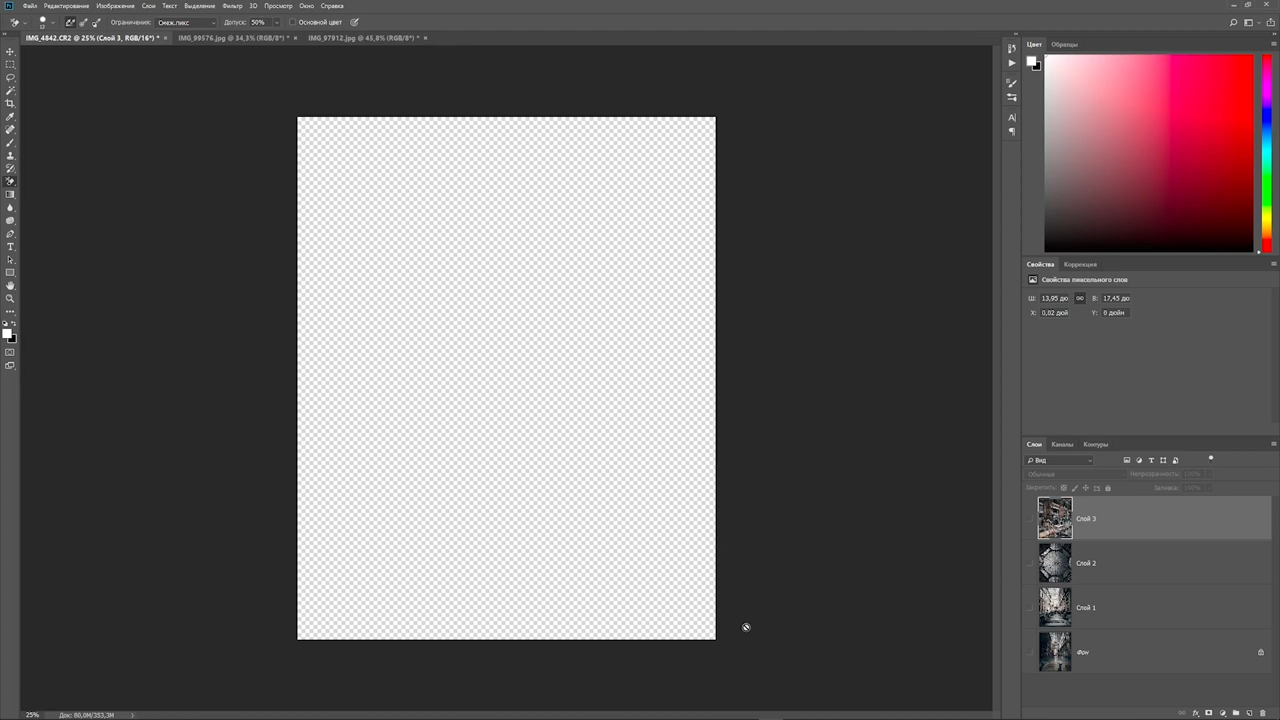 Ps Файл Редактирование Изображение Слои Текст Выделение Фильтр 3D Просмотр Окно Справка
13 Ограничения: Смеж.пикс Допуск: 50% Основной цвет
IMG_4842.CR2 @ 25% (Слой 3, RGB/16*) * × IMG_99576.jpg @ 34,3% (RGB/8*) * × IMG_97912.jpg @ 45,8% (RGB/8*) * ×
Цвет Образцы
Свойства Коррекция
Свойства пиксельного слоя
Ш: 13,95 дю В: 17,45 дю
X: 0,02 дюй Y: 0 дюйм
Слои Каналы Контуры
Вид
Обычные Непрозрачность: 100%
Закрепить: Заливка: 100%
Слой 3
Слой 2
Слой 1
Фон
25% Док: 80,0M/353,3M